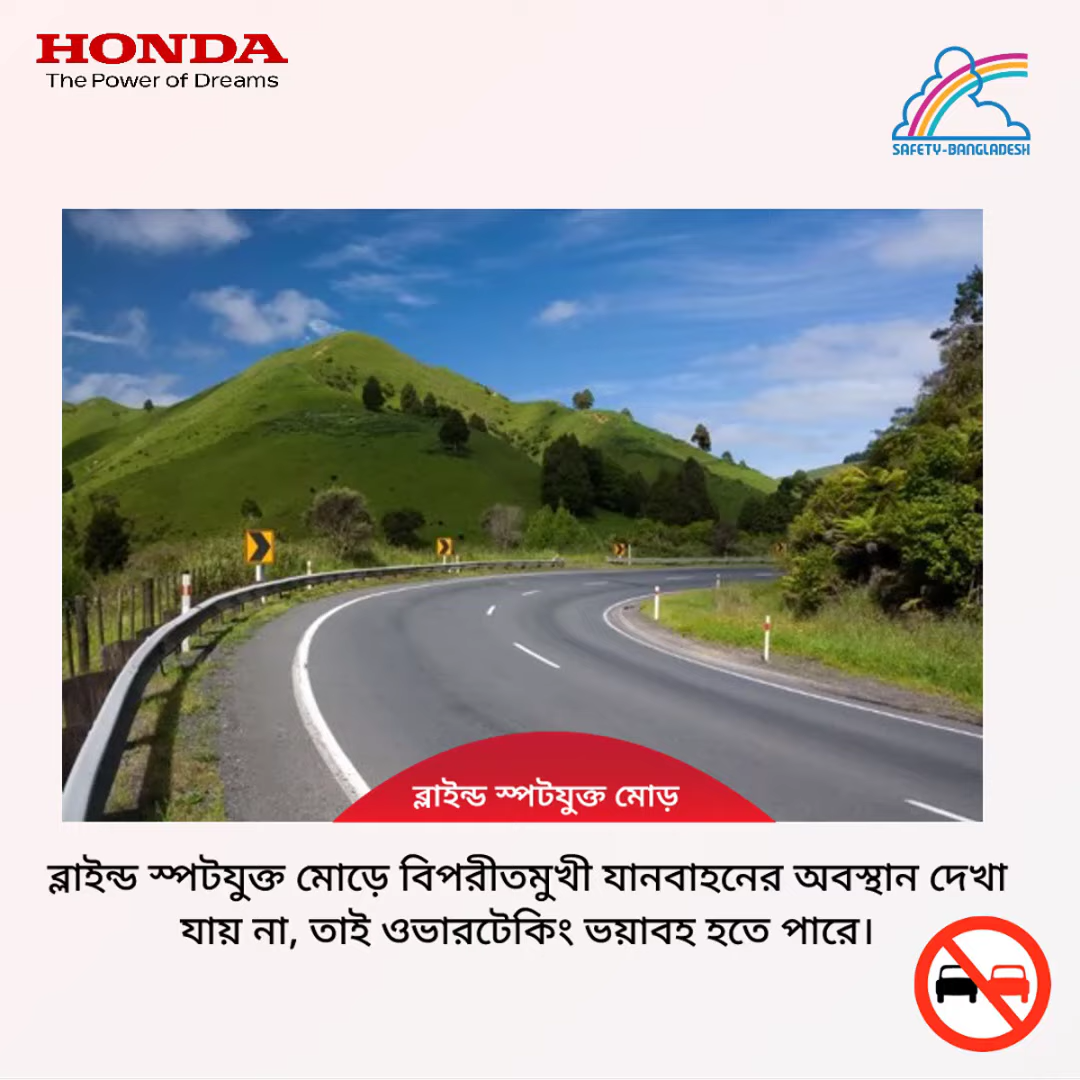 HONDA
The Power of Dreams
SAFETY-BANGLADESH
ব্লাইন্ড স্পটযুক্ত মোড়
ব্লাইন্ড স্পটযুক্ত মোড়ে বিপরীতমুখী যানবাহনের অবস্থান দেখা
যায় না, তাই ওভারটেকিং ভয়াবহ হতে পারে।